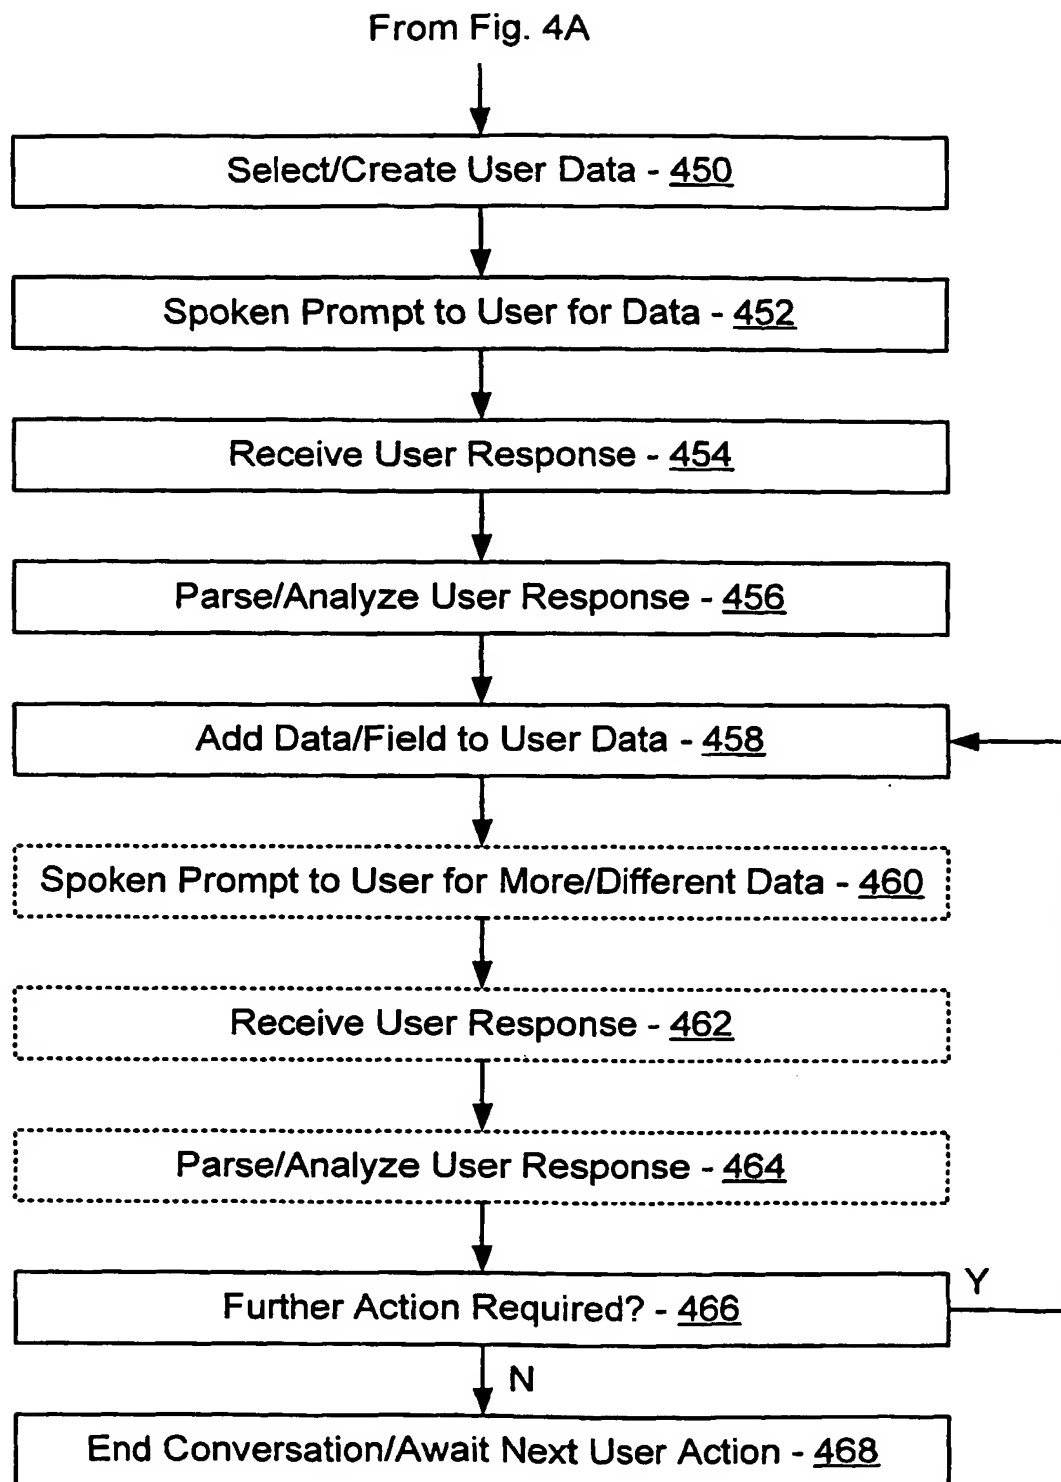 From Fig. 4A
Select/Create User Data - 450
Spoken Prompt to User for Data - 452
Receive User Response - 454
Parse/Analyze User Response - 456
Add Data/Field to User Data - 458
Spoken Prompt to User for More/Different Data - 460
Receive User Response - 462
Parse/Analyze User Response - 464
Further Action Required? - 466
Y
N
End Conversation/Await Next User Action - 468